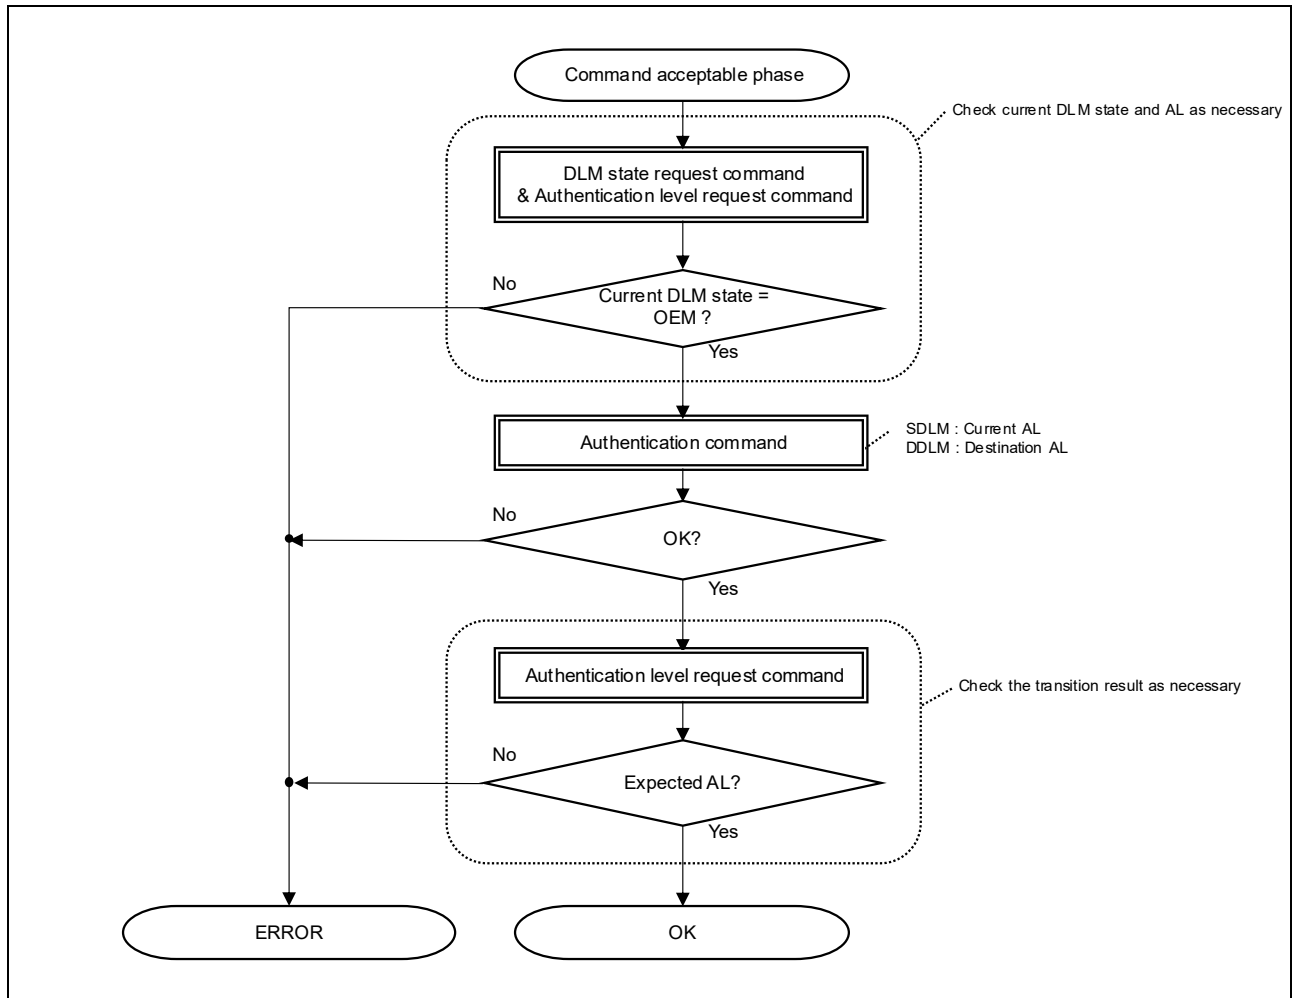 Command acceptable phase
Check current DLM state and AL as necessary
DLM state request command
& Authentication level request command
No
Current DLM state =
OEM ?
Yes
Authentication command
SDLM : Current AL
DDLM : Destination AL
No
OK?
Yes
Authentication level request command
Check the transition result as necessary
No
Expected AL?
Yes
ERROR
OK